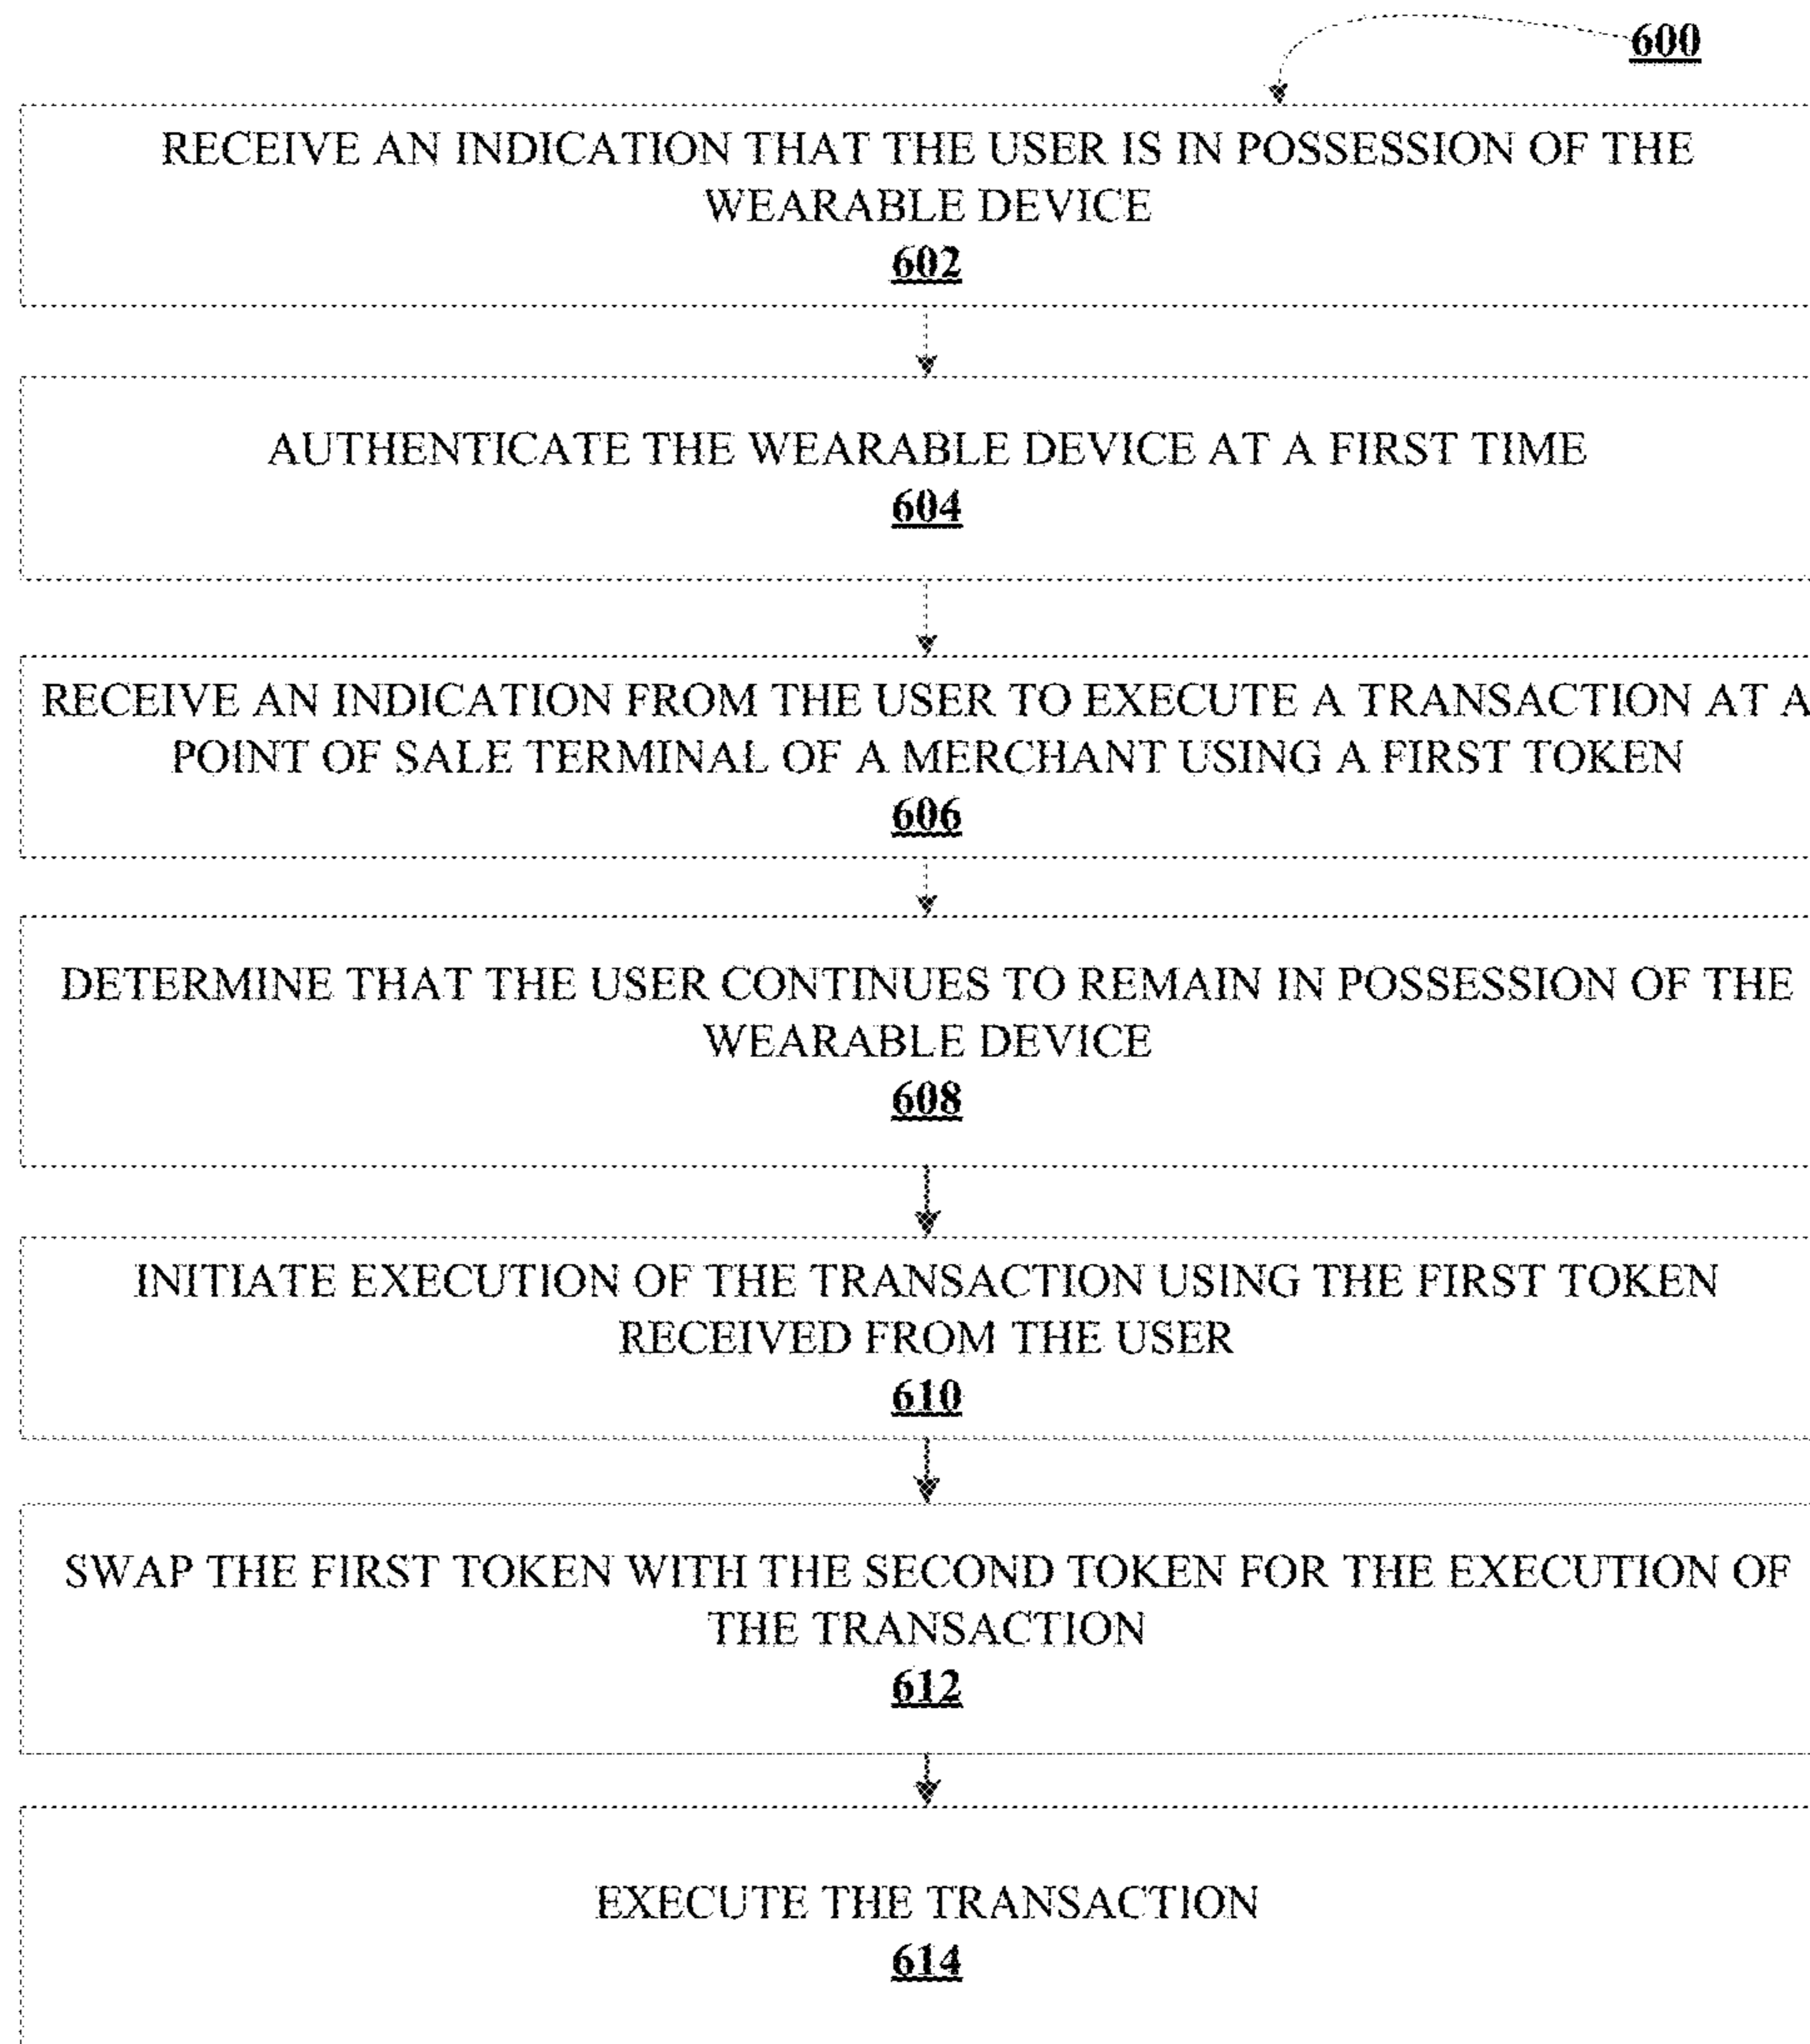 600
RECEIVE AN INDICATION THAT THE USER IS IN POSSESSION OF THE
WEARABLE DEVICE
602
AUTHENTICATE THE WEARABLE DEVICE AT A FIRST TIME
604
RECEIVE AN INDICATION FROM THE USER TO EXECUTE A TRANSACTION AT A
POINT OF SALE TERMINAL OF A MERCHANT USING A FIRST TOKEN
606
DETERMINE THAT THE USER CONTINUES TO REMAIN IN POSSESSION OF THE
WEARABLE DEVICE
608
INITIATE EXECUTION OF THE TRANSACTION USING THE FIRST TOKEN
RECEIVED FROM THE USER
610
SWAP THE FIRST TOKEN WITH THE SECOND TOKEN FOR THE EXECUTION OF
THE TRANSACTION
612
EXECUTE THE TRANSACTION
614